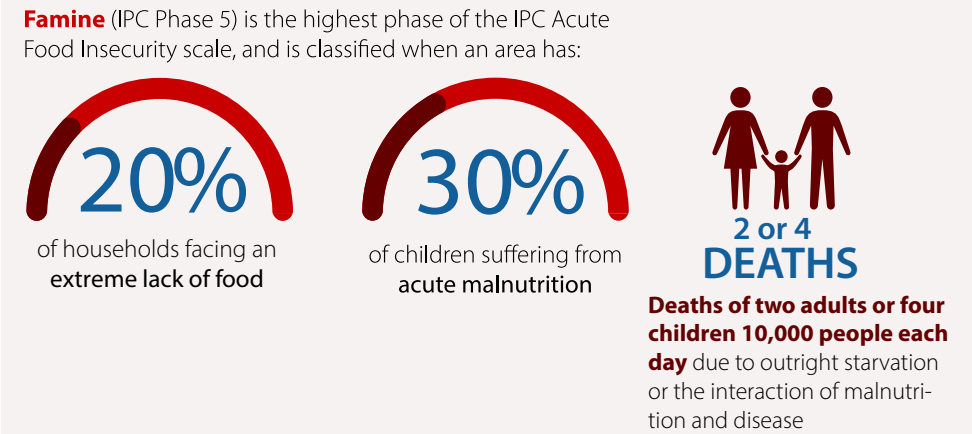 Famine (IPC Phase 5) is the highest phase of the IPC Acute
Food Insecurity scale, and is classified when an area has:
20%
of households facing an
extreme lack of food
30%
of children suffering from
acute malnutrition
2 or 4
DEATHS
Deaths of two adults or four
children 10,000 people each
day due to outright starvation
or the interaction of malnutri-
tion and disease